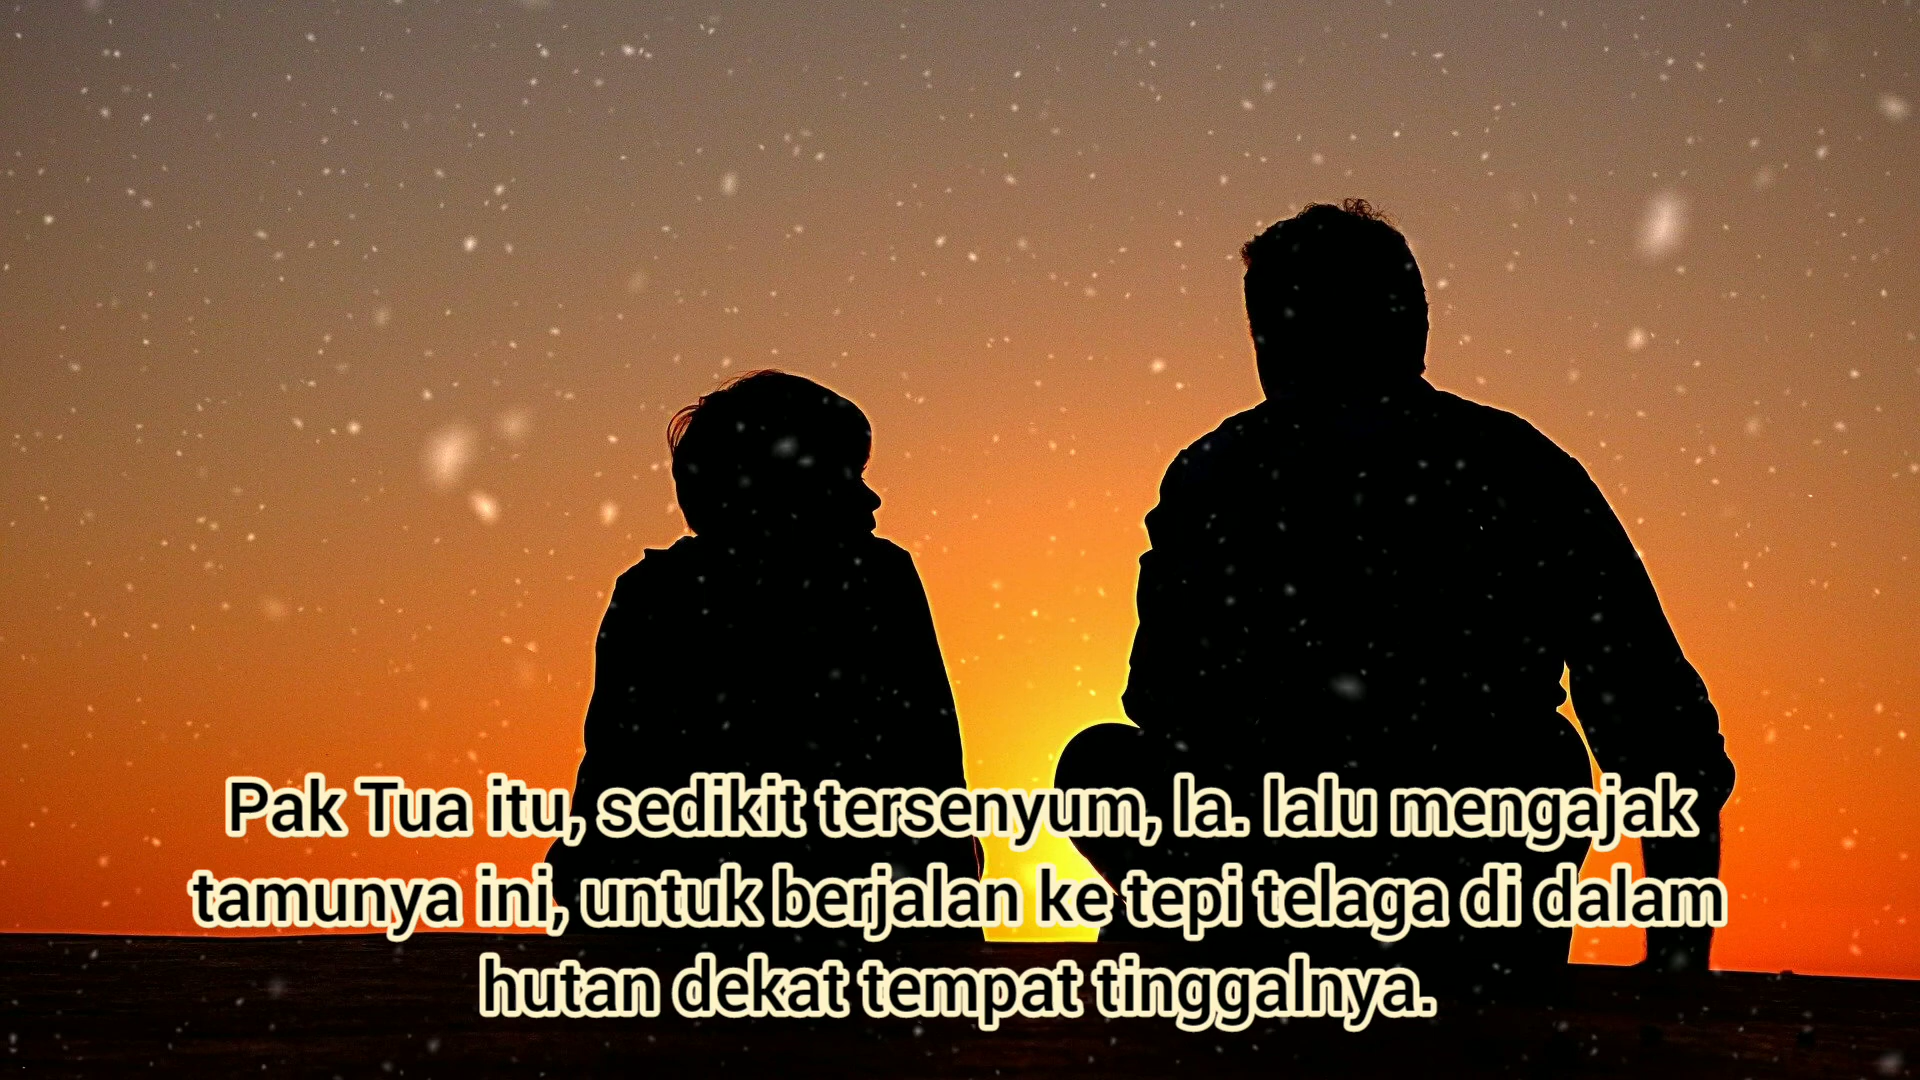 Pak Tua itu, sedikit tersenyum, Ia. lalu mengajak
tamunya ini, untuk berjalan ke tepi telaga di dalam
hutan dekat tempat tinggalnya.